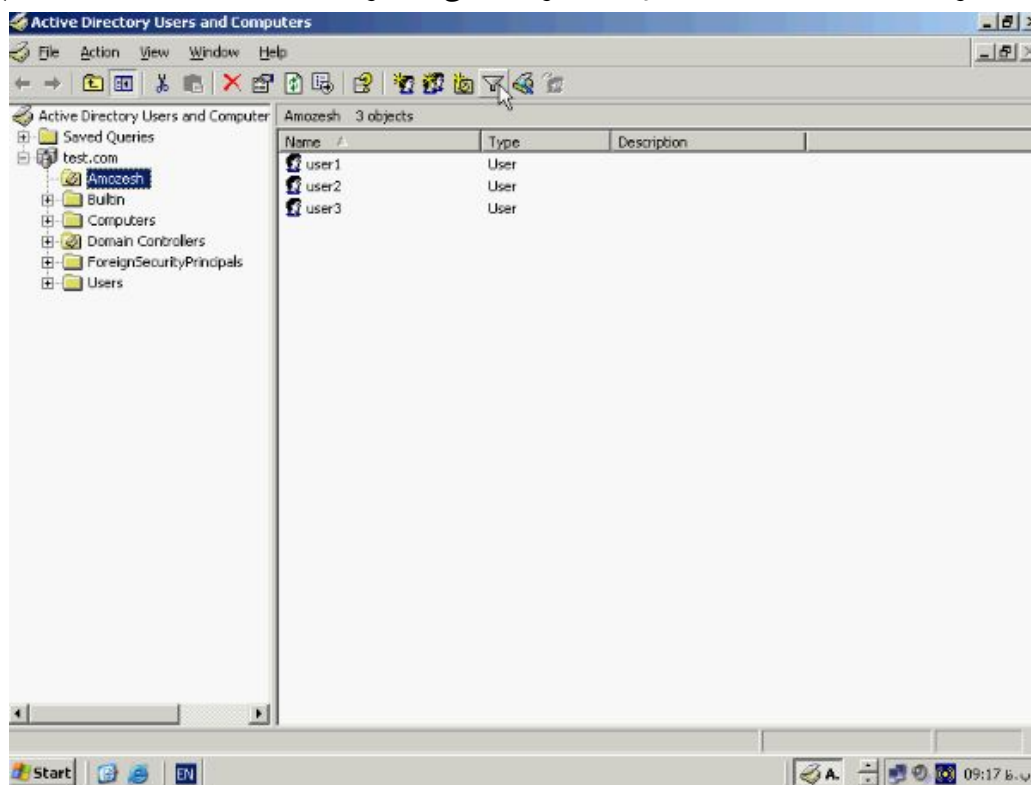 Active Directory Users and Computers
File Action View Window Help
Active Directory Users and Computer
Saved Queries
test.com
Amozesh
Builtin
Computers
Domain Controllers
ForeignSecurityPrincipals
Users
Amozesh 3 objects
Name Type Description
user1 User
user2 User
user3 User
Start EN A. 09:17 ب.ظ